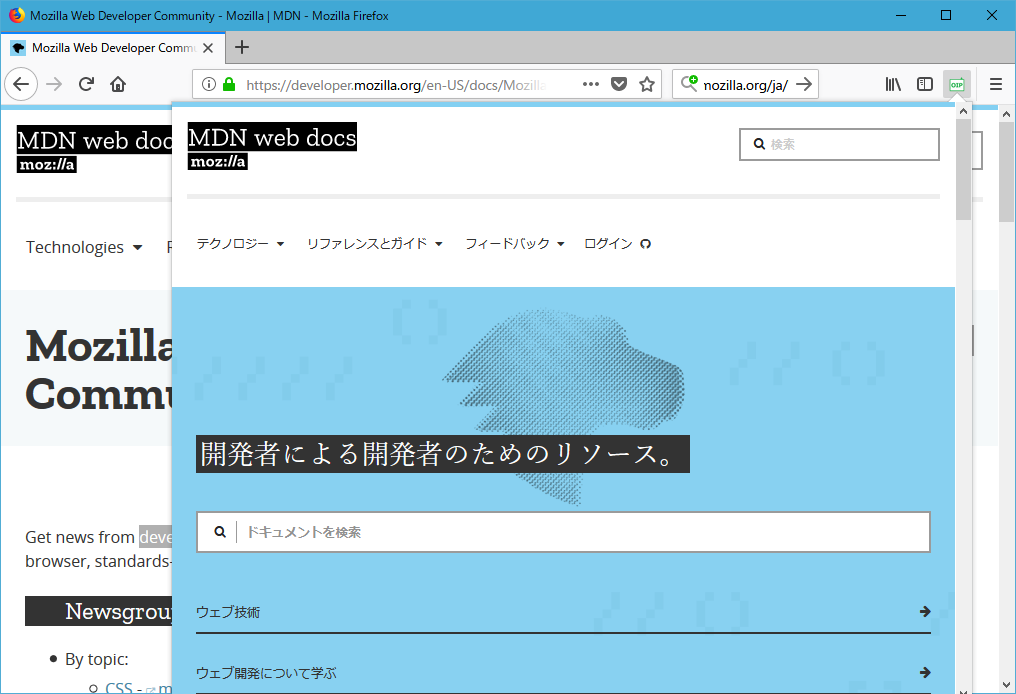 Mozilla Web Developer Community - Mozilla | MDN - Mozilla Firefox
Mozilla Web Developer Comm
https://developer.mozilla.org/en-US/docs/Mozilla
mozilla.org/ja/
OIP
MDN web doc
moz://a
MDN web docs
moz://a
検索
Technologies
テクノロジー
リファレンスとガイド
フィードバック
ログイン
Mozilla
Commu
開発者による開発者のためのリソース。
ドキュメントを検索
Get news from deve
browser, standards-
Newsgrou
ウェブ技術
By topic:
ウェブ開発について学ぶ
CSS - m